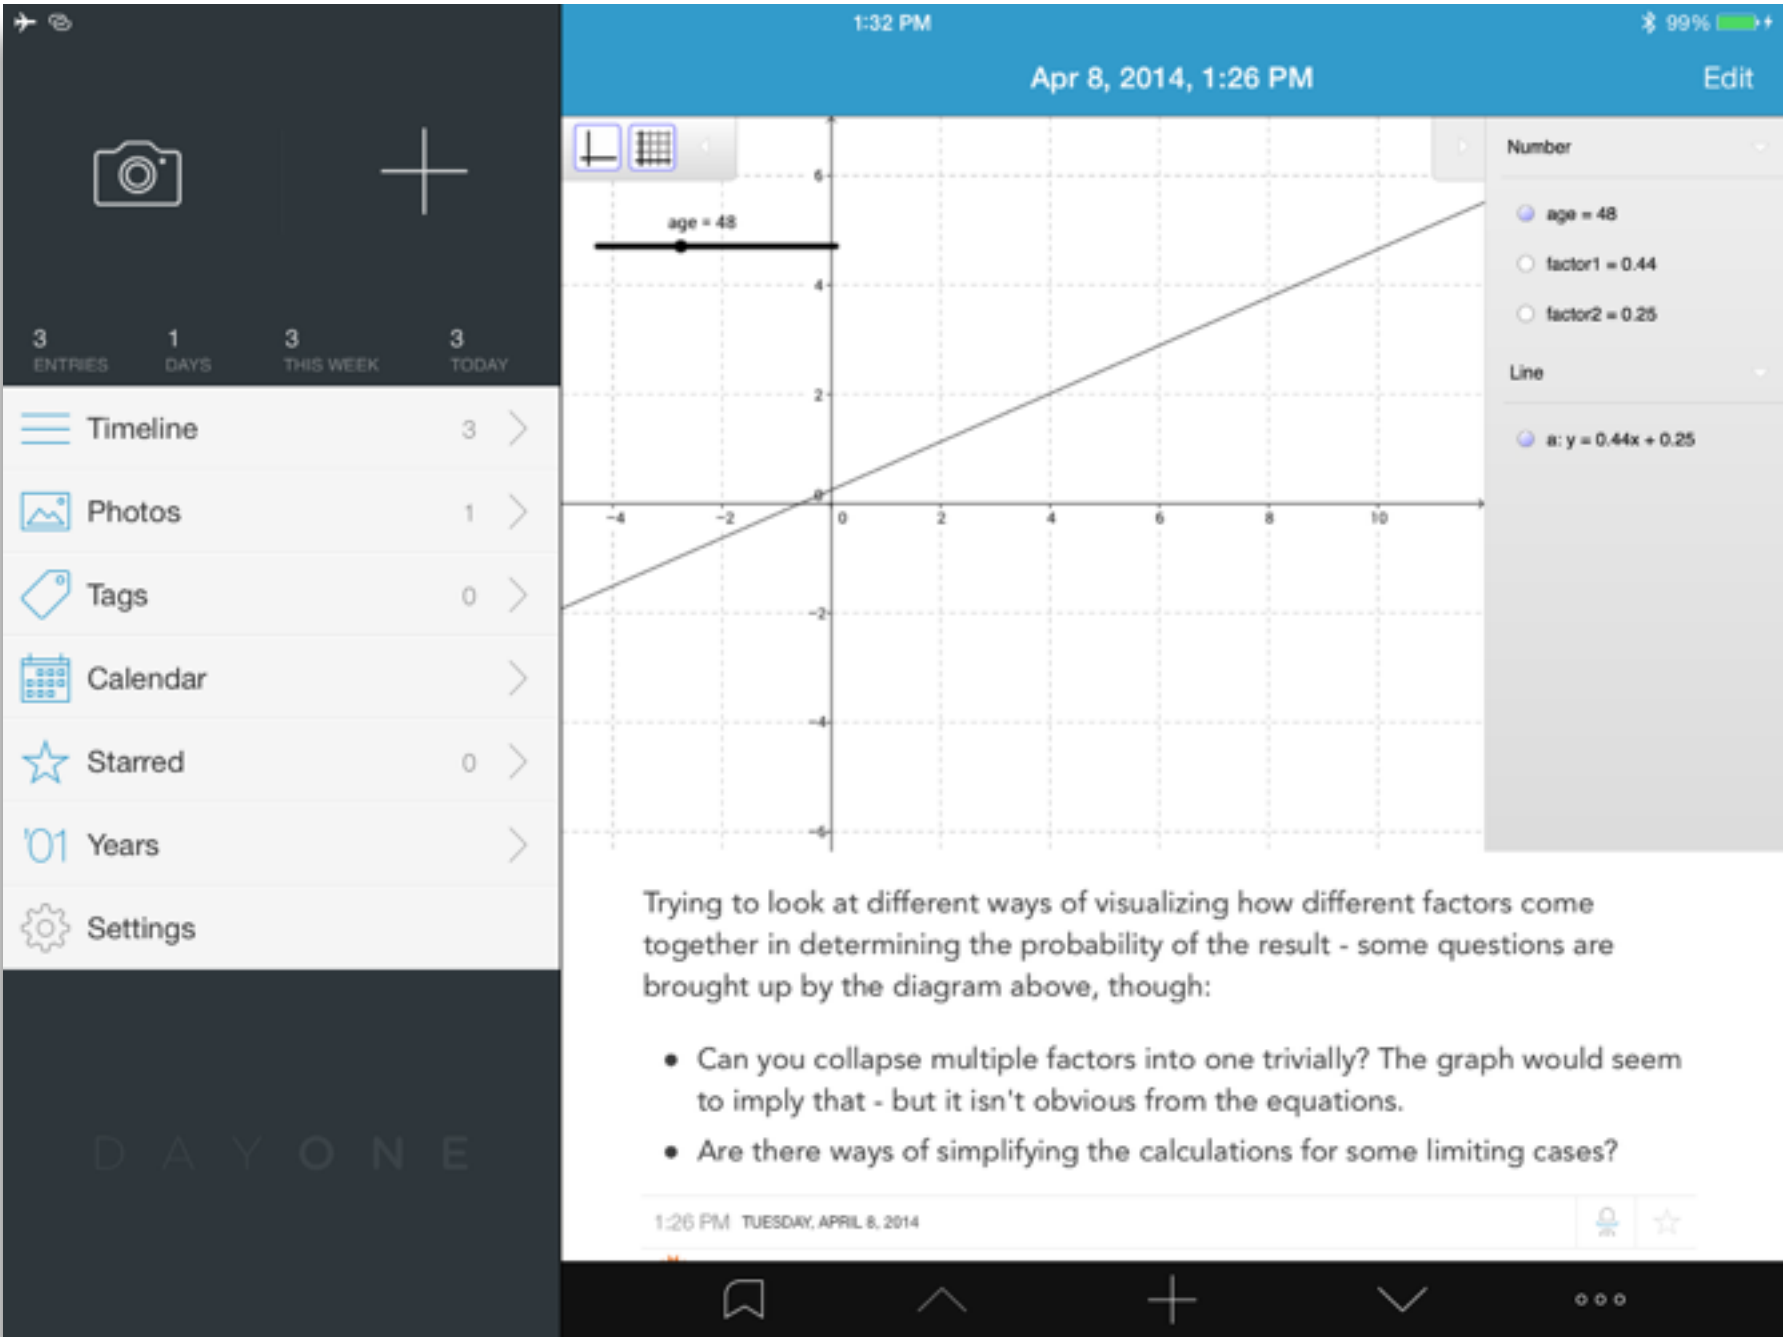 1:32 PM
99%
Apr 8, 2014, 1:26 PM
Edit
3
ENTRIES
1
DAYS
3
THIS WEEK
3
TODAY
Timeline 3
Photos 1
Tags 0
Calendar
Starred 0
'01 Years
Settings
DAYONE
age = 48
6
4
2
0
-2
-4
-6
-4 -2 0 2 4 6 8 10
Number
age = 48
factor1 = 0.44
factor2 = 0.25
Line
a: y = 0.44x + 0.25
Trying to look at different ways of visualizing how different factors come
together in determining the probability of the result - some questions are
brought up by the diagram above, though:
• Can you collapse multiple factors into one trivially? The graph would seem
to imply that - but it isn't obvious from the equations.
• Are there ways of simplifying the calculations for some limiting cases?
1:26 PM TUESDAY, APRIL 8, 2014